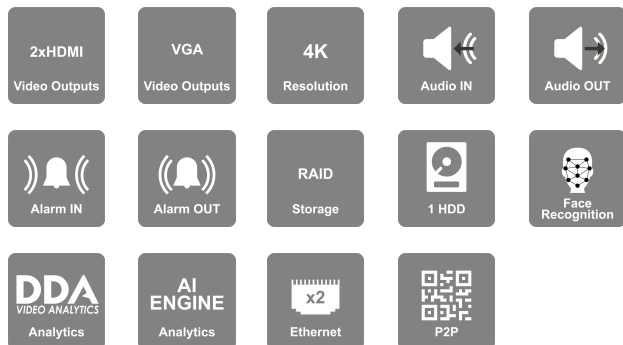 2xHDMI
Video Outputs
VGA
Video Outputs
4K
Resolution
Audio IN
Audio OUT
Alarm IN
Alarm OUT
RAID
Storage
1 HDD
Face
Recognition
DDA
VIDEO ANALYTICS
Analytics
AI
ENGINE
Analytics
x2
Ethernet
P2P